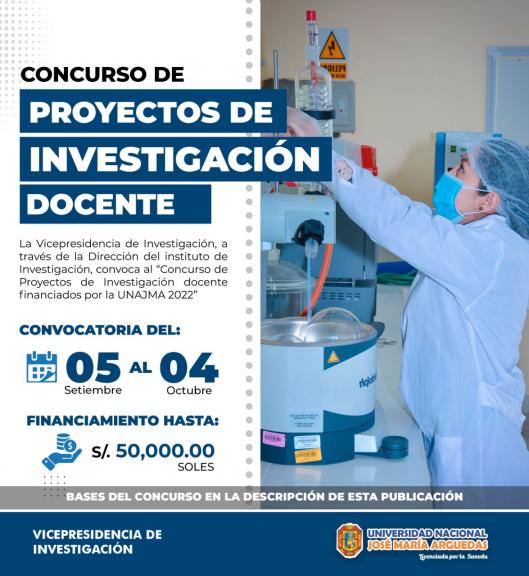 CONCURSO DE
PROYECTOS DE
INVESTIGACIÓN
DOCENTE
La Vicepresidencia de Investigación, a
través de la Dirección del instituto de
Investigación, convoca al “Concurso de
Proyectos de Investigación docente
financiados por la UNAJMA 2022”
CONVOCATORIA DEL:
05 AL 04
Setiembre Octubre
FINANCIAMIENTO HASTA:
S/. 50,000.00
SOLES
BASES DEL CONCURSO EN LA DESCRIPCIÓN DE ESTA PUBLICACIÓN
VICEPRESIDENCIA DE
INVESTIGACIÓN
UNIVERSIDAD NACIONAL
JOSÉ MARÍA ARGUEDAS
Licenciada por la Sunedu